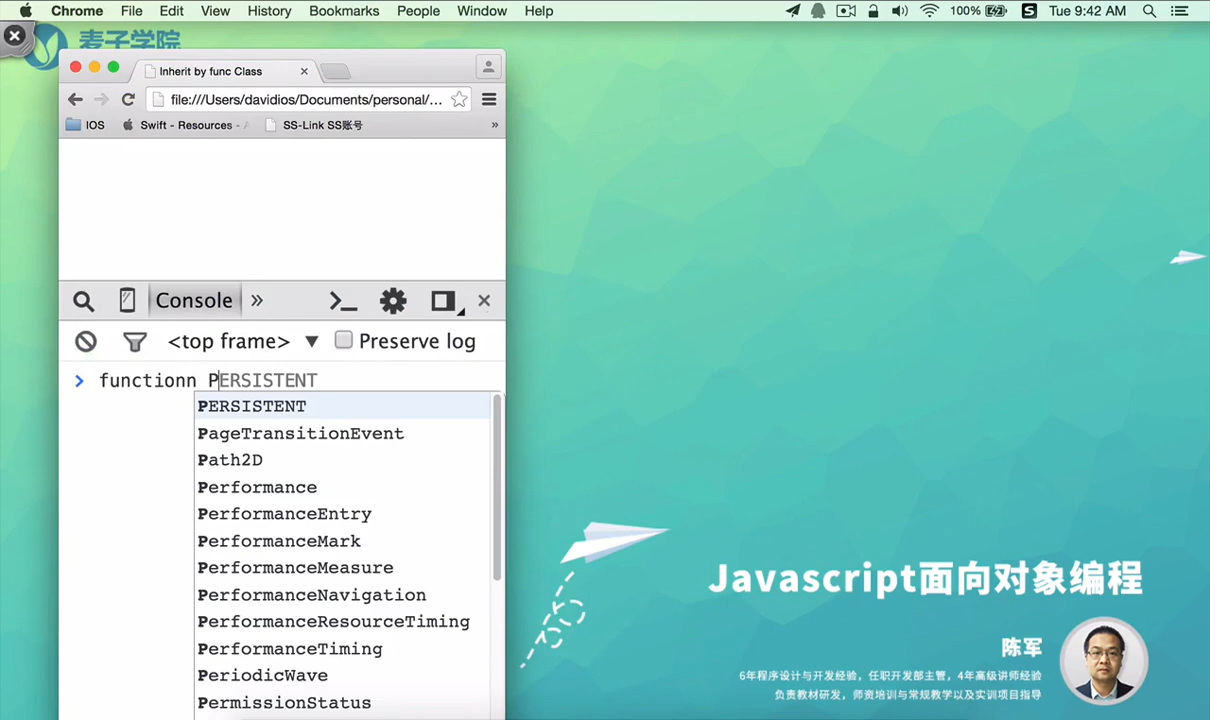 Chrome File Edit View History Bookmarks People Window Help 100% S Tue 9:42 AM
麦子学院
Inherit by func Class
file:///Users/davidios/Documents/personal/...
IOS Swift - Resources - SS-Link SS账号 »
Console »
<top frame> ▼ Preserve log
> functionn PERSISTENT
PERSISTENT
PageTransitionEvent
Path2D
Performance
PerformanceEntry
PerformanceMark
PerformanceMeasure
PerformanceNavigation
PerformanceResourceTiming
PerformanceTiming
PeriodicWave
PermissionStatus
Javascript面向对象编程
陈军
6年程序设计与开发经验，任职开发部主管，4年高级讲师经验
负责教材研发，师资培训与常规教学以及实训项目指导